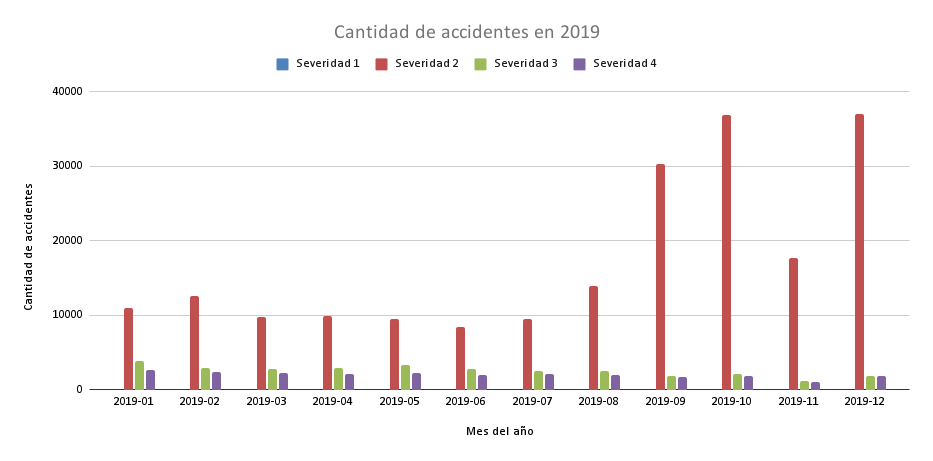 Cantidad de accidentes en 2019
Severidad 1 Severidad 2 Severidad 3 Severidad 4
Cantidad de accidentes
40000
30000
20000
10000
0
2019-01 2019-02 2019-03 2019-04 2019-05 2019-06 2019-07 2019-08 2019-09 2019-10 2019-11 2019-12
Mes del año